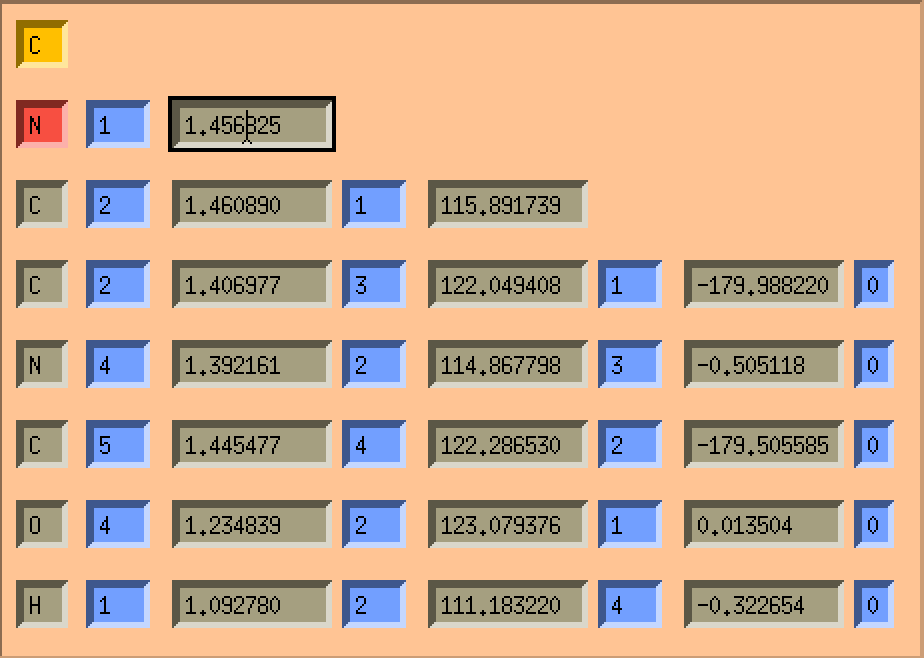 C
N 1 1.456825
C 2 1.460890 1 115.891739
C 2 1.406977 3 122.049408 1 -179.988220 0
N 4 1.392161 2 114.867798 3 -0.505118 0
C 5 1.445477 4 122.286530 2 -179.505585 0
O 4 1.234839 2 123.079376 1 0.013504 0
H 1 1.092780 2 111.183220 4 -0.322654 0